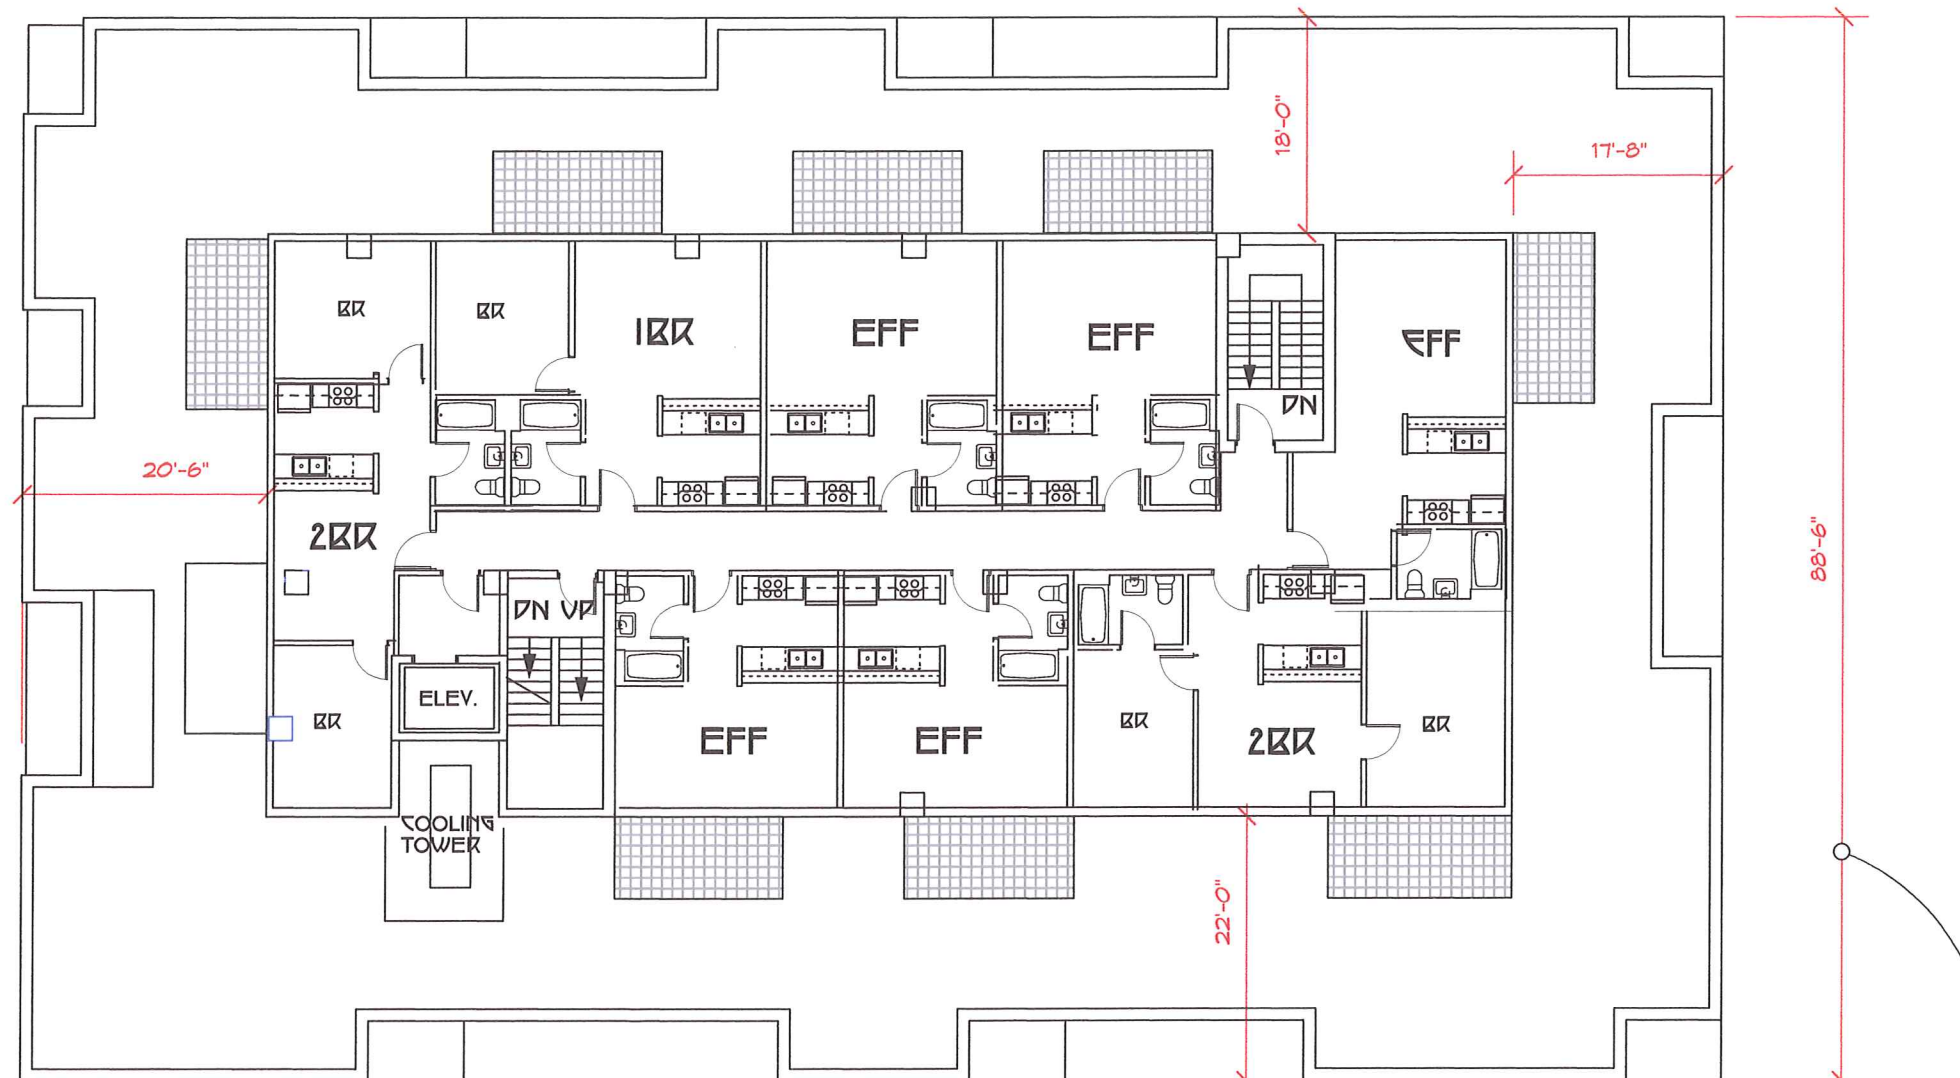 18'-0"
17'-8"
BR
BR
1BR
EFF
EFF
EFF
DN
20'-6"
2BR
88'-6"
DN UP
ELEV.
BR
EFF
EFF
BR
2BR
BR
COOLING
TOWER
22'-0"